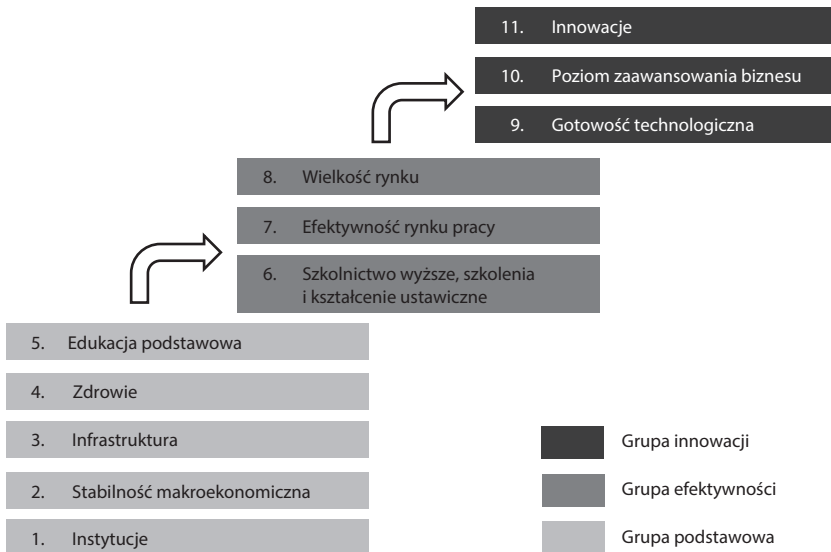 11. Innowacje
10. Poziom zaawansowania biznesu
9. Gotowość technologiczna
8. Wielkość rynku
7. Efektywność rynku pracy
6. Szkolnictwo wyższe, szkolenia
i kształcenie ustawiczne
5. Edukacja podstawowa
4. Zdrowie
3. Infrastruktura
2. Stabilność makroekonomiczna
1. Instytucje
Grupa innowacji
Grupa efektywności
Grupa podstawowa